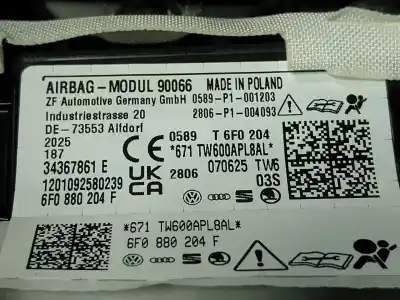 AIRBAG-MODUL 90066 MADE IN POLAND
ZF Automotive Germany GmbH 0589-P1-001203
Industriestrasse 20 2806-P1-004093
DE-73553 Alfdorf
2025 0589 T 6F0 204
187 *671 TW600APL8AL*
34367861 E CE 070625 TW6
1201092580239 UKCA 2806 03S
6F0 880 204 F
*671 TW600APL8AL*
6F0 880 204 F